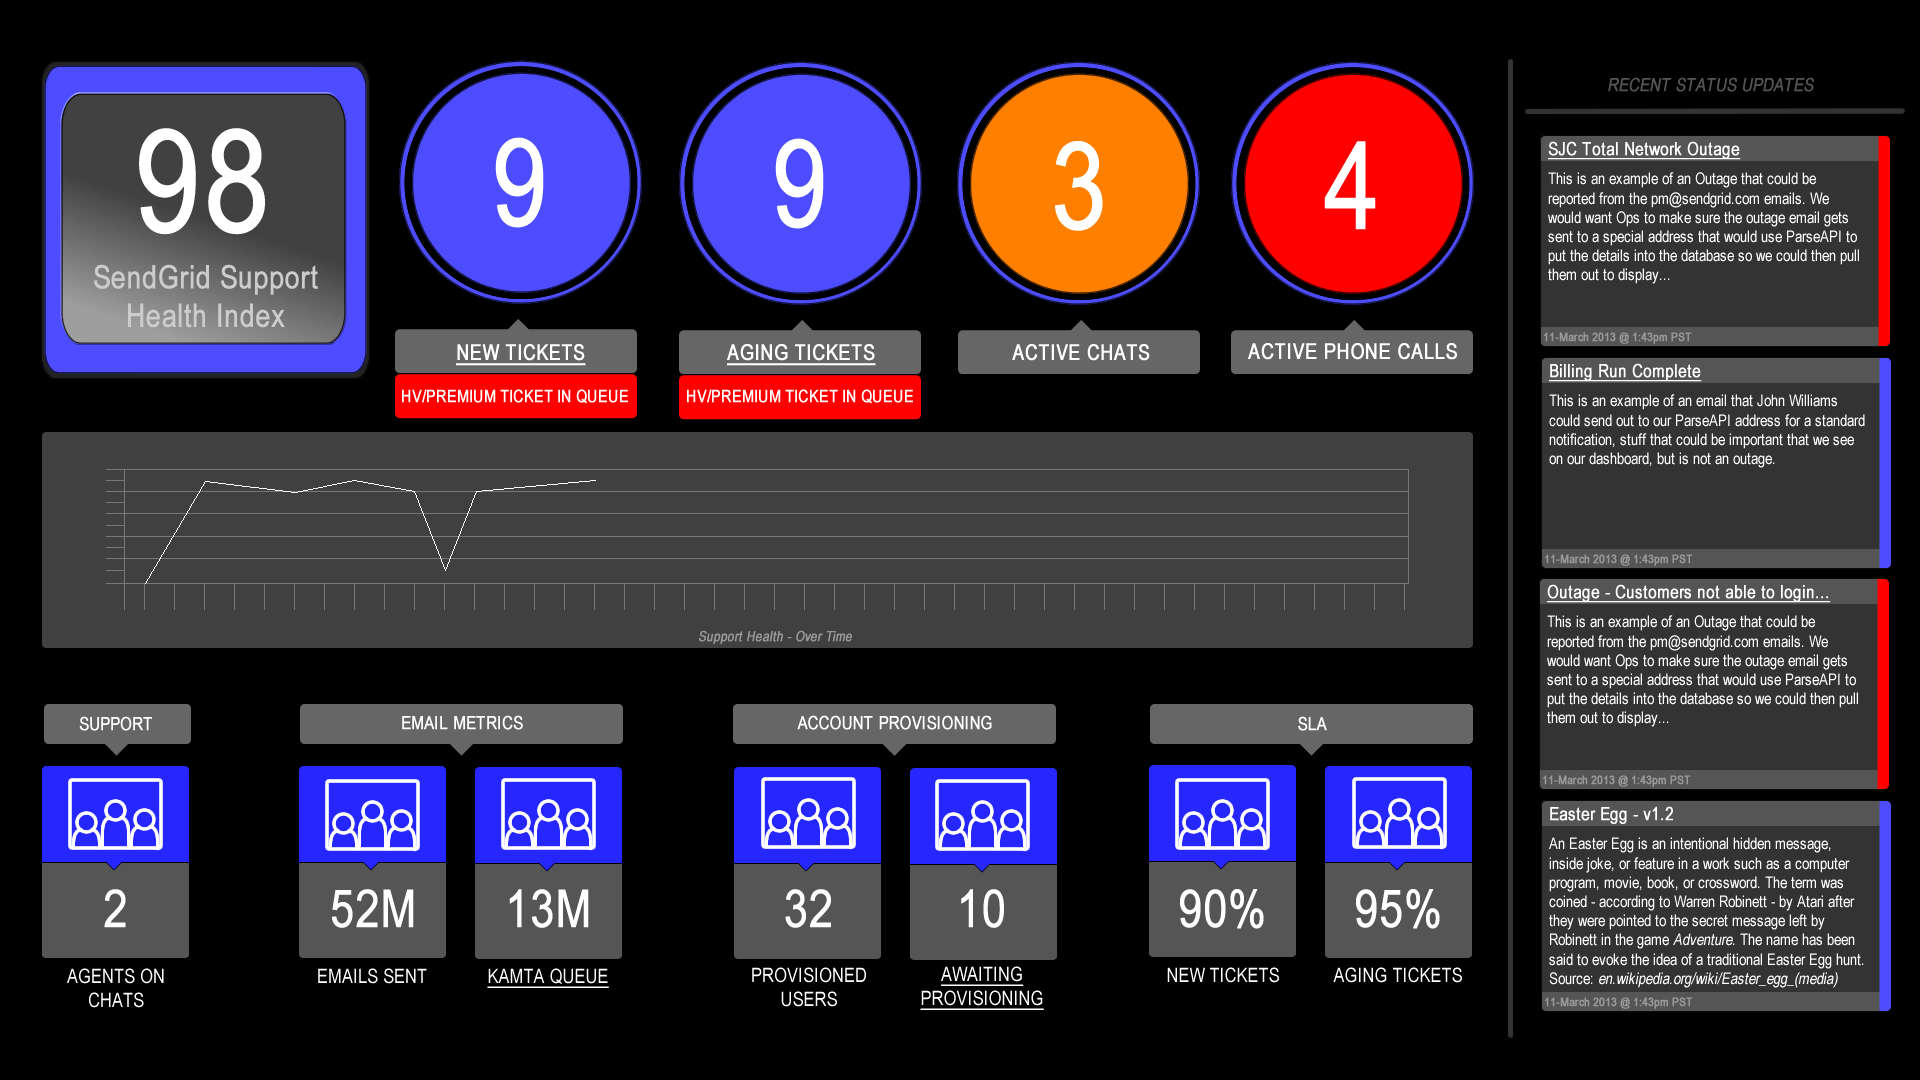 98
SendGrid Support
Health Index
9
NEW TICKETS
HV/PREMIUM TICKET IN QUEUE
9
AGING TICKETS
HV/PREMIUM TICKET IN QUEUE
3
ACTIVE CHATS
4
ACTIVE PHONE CALLS
Support Health - Over Time
SUPPORT
2
AGENTS ON
CHATS
EMAIL METRICS
52M
EMAILS SENT
13M
KAMTA QUEUE
ACCOUNT PROVISIONING
32
PROVISIONED
USERS
10
AWAITING
PROVISIONING
SLA
90%
NEW TICKETS
95%
AGING TICKETS
RECENT STATUS UPDATES
SJC Total Network Outage
This is an example of an Outage that could be
reported from the pm@sendgrid.com emails. We
would want Ops to make sure the outage email gets
sent to a special address that would use ParseAPI to
put the details into the database so we could then pull
them out to display...
11-March 2013 @ 1:43pm PST
Billing Run Complete
This is an example of an email that John Williams
could send out to our ParseAPI address for a standard
notification, stuff that could be important that we see
on our dashboard, but is not an outage.
11-March 2013 @ 1:43pm PST
Outage - Customers not able to login...
This is an example of an Outage that could be
reported from the pm@sendgrid.com emails. We
would want Ops to make sure the outage email gets
sent to a special address that would use ParseAPI to
put the details into the database so we could then pull
them out to display...
11-March 2013 @ 1:43pm PST
Easter Egg - v1.2
An Easter Egg is an intentional hidden message,
inside joke, or feature in a work such as a computer
program, movie, book, or crossword. The term was
coined - according to Warren Robinett - by Atari after
they were pointed to the secret message left by
Robinett in the game Adventure. The name has been
said to evoke the idea of a traditional Easter Egg hunt.
Source: en.wikipedia.org/wiki/Easter_egg_(media)
11-March 2013 @ 1:43pm PST